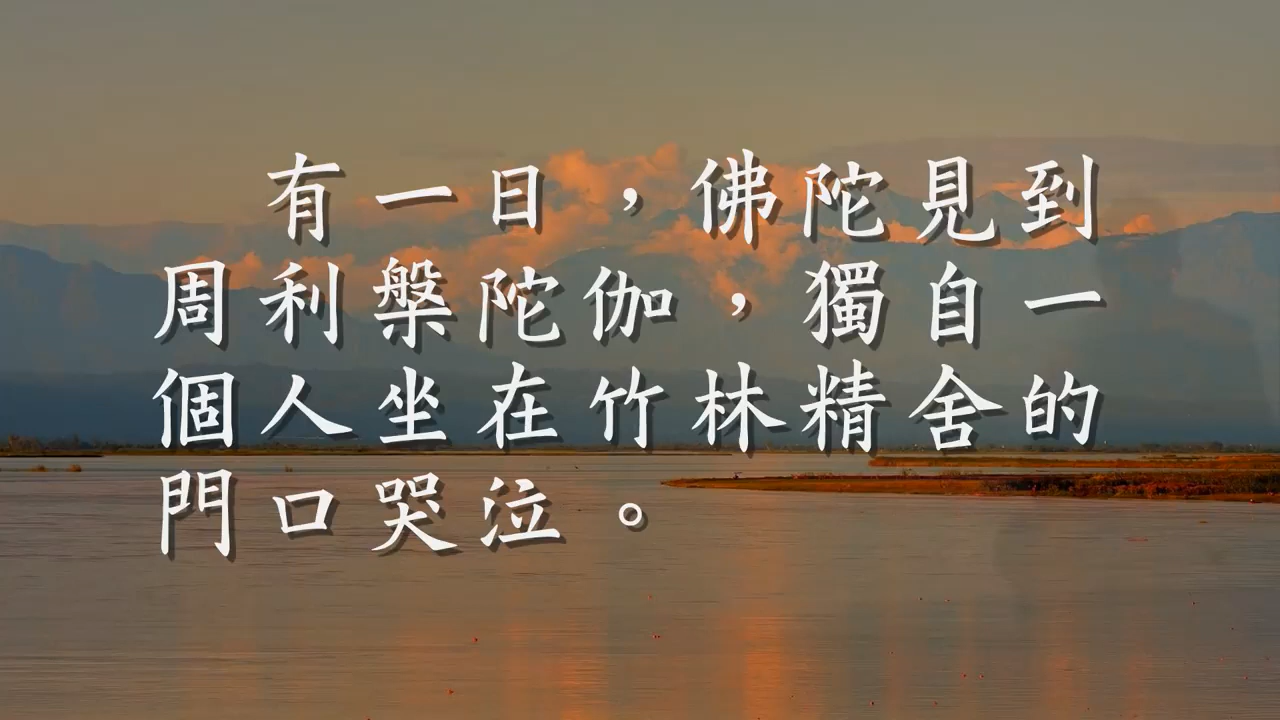 有一日，佛陀見到
周利槃陀伽，獨自一
個人坐在竹林精舍的
門口哭泣。